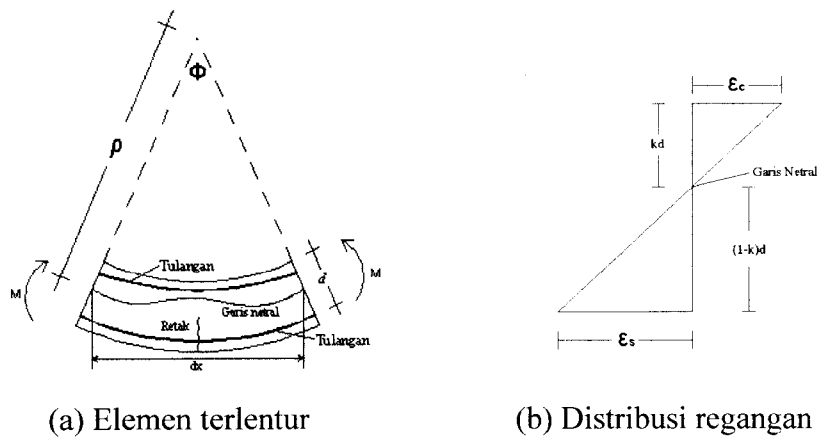 Φ
ρ
M
Tulangan
d
M
Garis netral
Retak
Tulangan
dx
(a) Elemen terlentur
εc
kd
Garis Netral
(1-k)d
εs
(b) Distribusi regangan